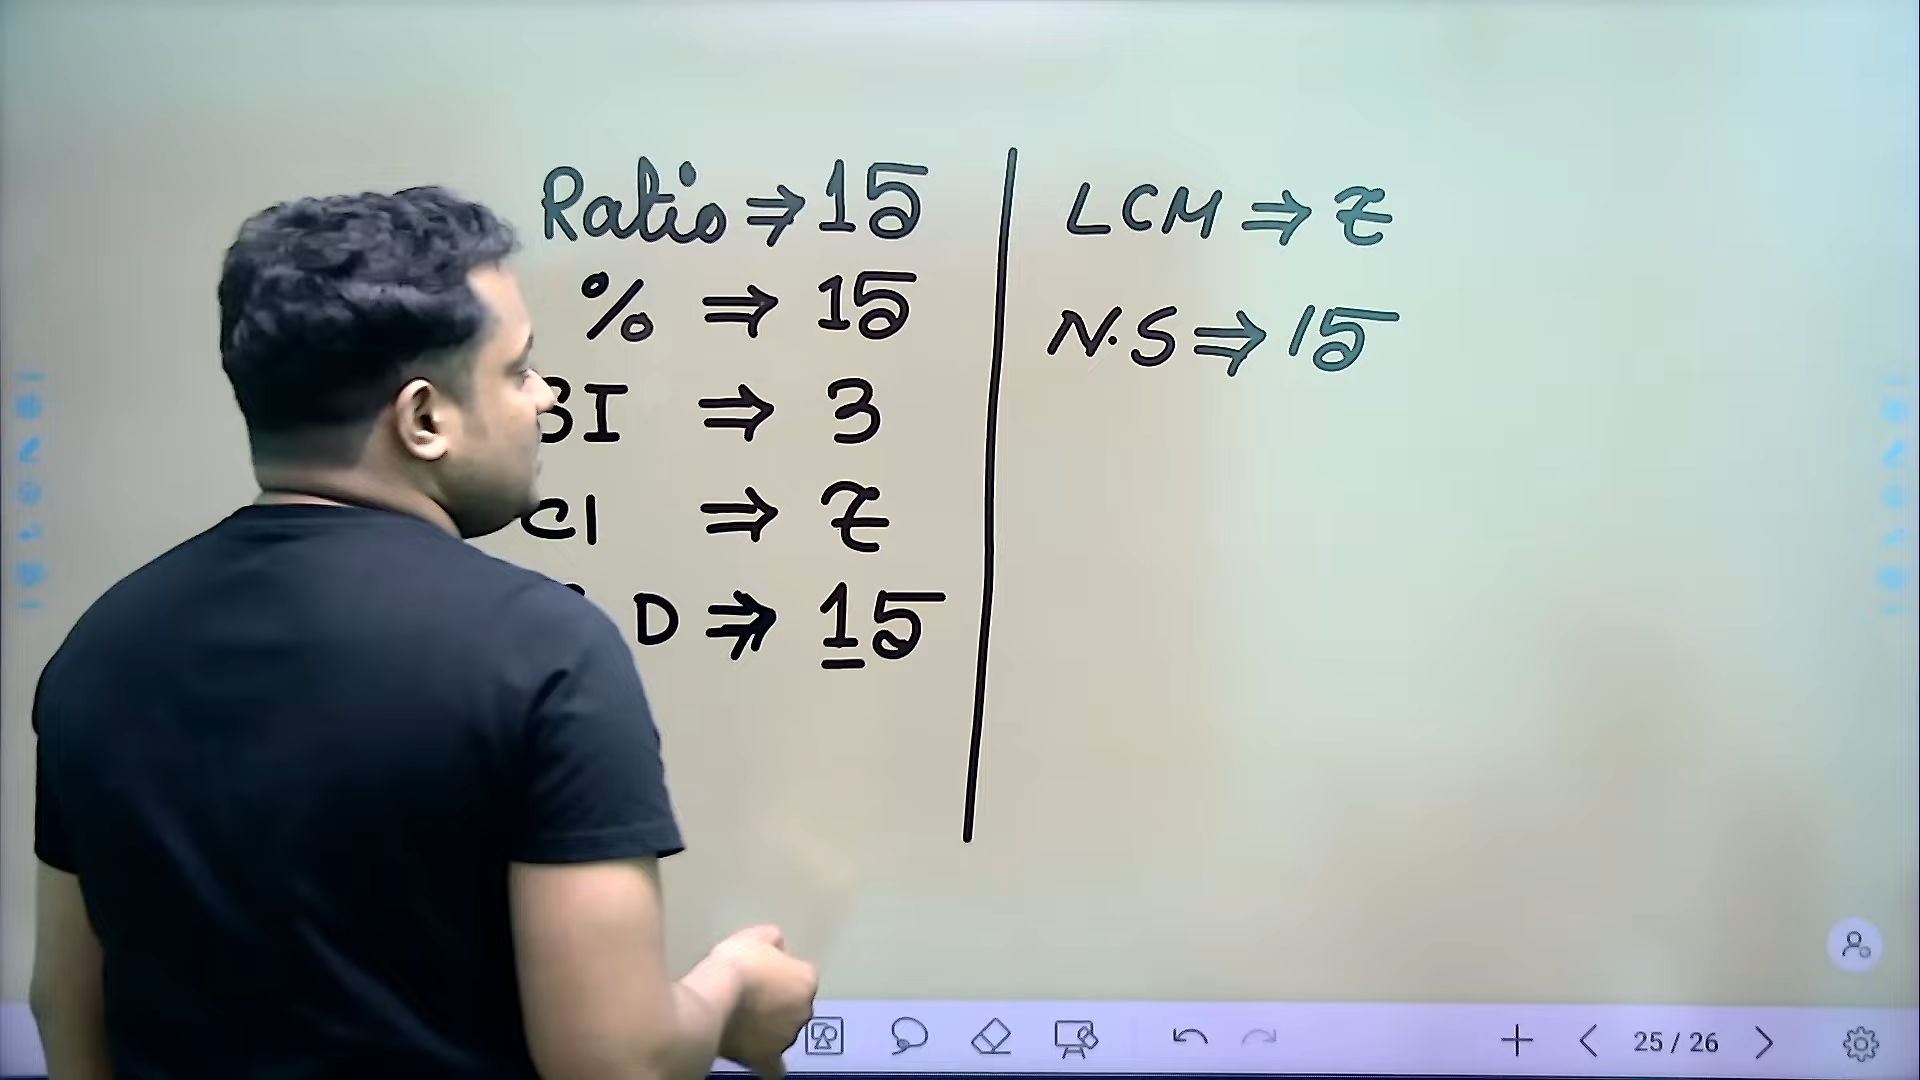 Ratio ⇒ 15
% ⇒ 15
SI ⇒ 3
CI ⇒ 7
D ⇒ 15
LCM ⇒ 7
N.S ⇒ 15
25 / 26